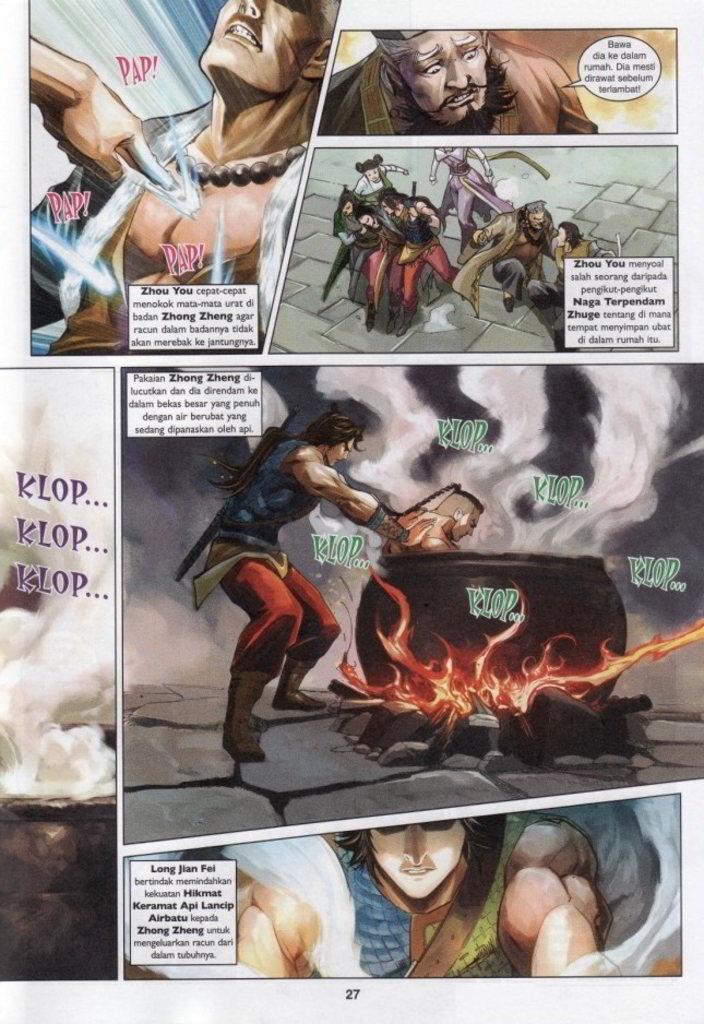 PAP!
PAP!
PAP!
Zhou You cepat-cepat
menokok mata-mata urat di
badan Zhong Zheng agar
racun dalam badannya tidak
akan merebak ke jantungnya.
Bawa
dia ke dalam
rumah. Dia mesti
dirawat sebelum
terlambat!
Zhou You menyoal
salah seorang daripada
pengikut-pengikut
Naga Terpendam
Zhuge tentang di mana
tempat menyimpan ubat
di dalam rumah itu.
KLOP...
KLOP...
KLOP...
Pakaian Zhong Zheng di-
lucutkan dan dia direndam ke
dalam bekas besar yang penuh
dengan air berubat yang
sedang dipanaskan oleh api.
KLOP...
KLOP...
KLOP...
KLOP...
KLOP...
Long Jian Fei
bertindak memindahkan
kekuatan Hikmat
Keramat Api Lancip
Airbatu kepada
Zhong Zheng untuk
mengeluarkan racun dari
dalam tubuhnya.
27